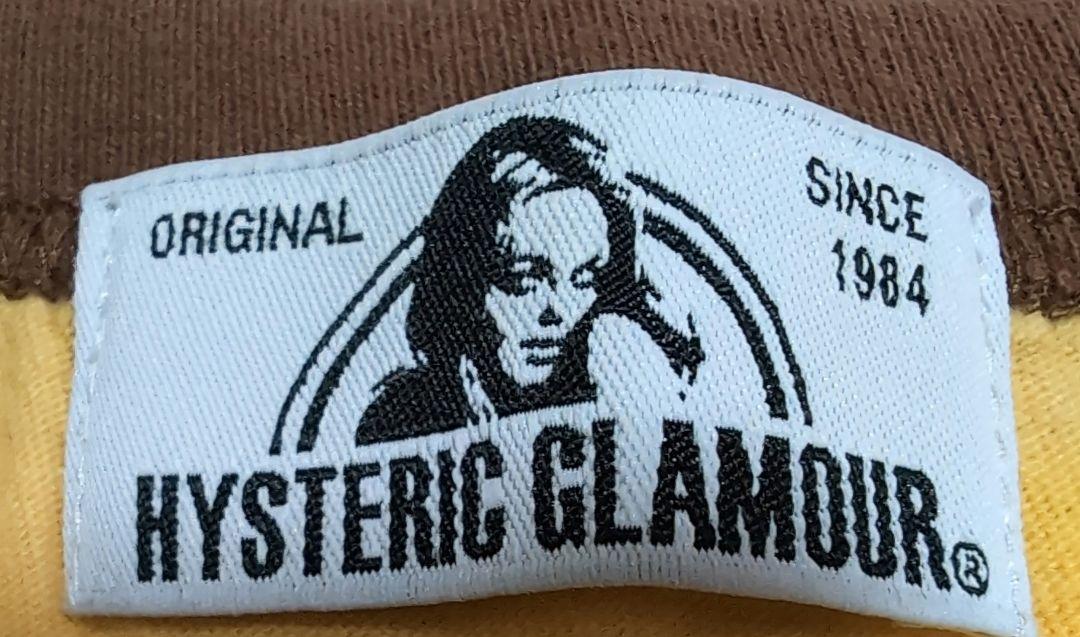 ORIGINAL
SINCE
1984
HYSTERIC GLAMOUR®